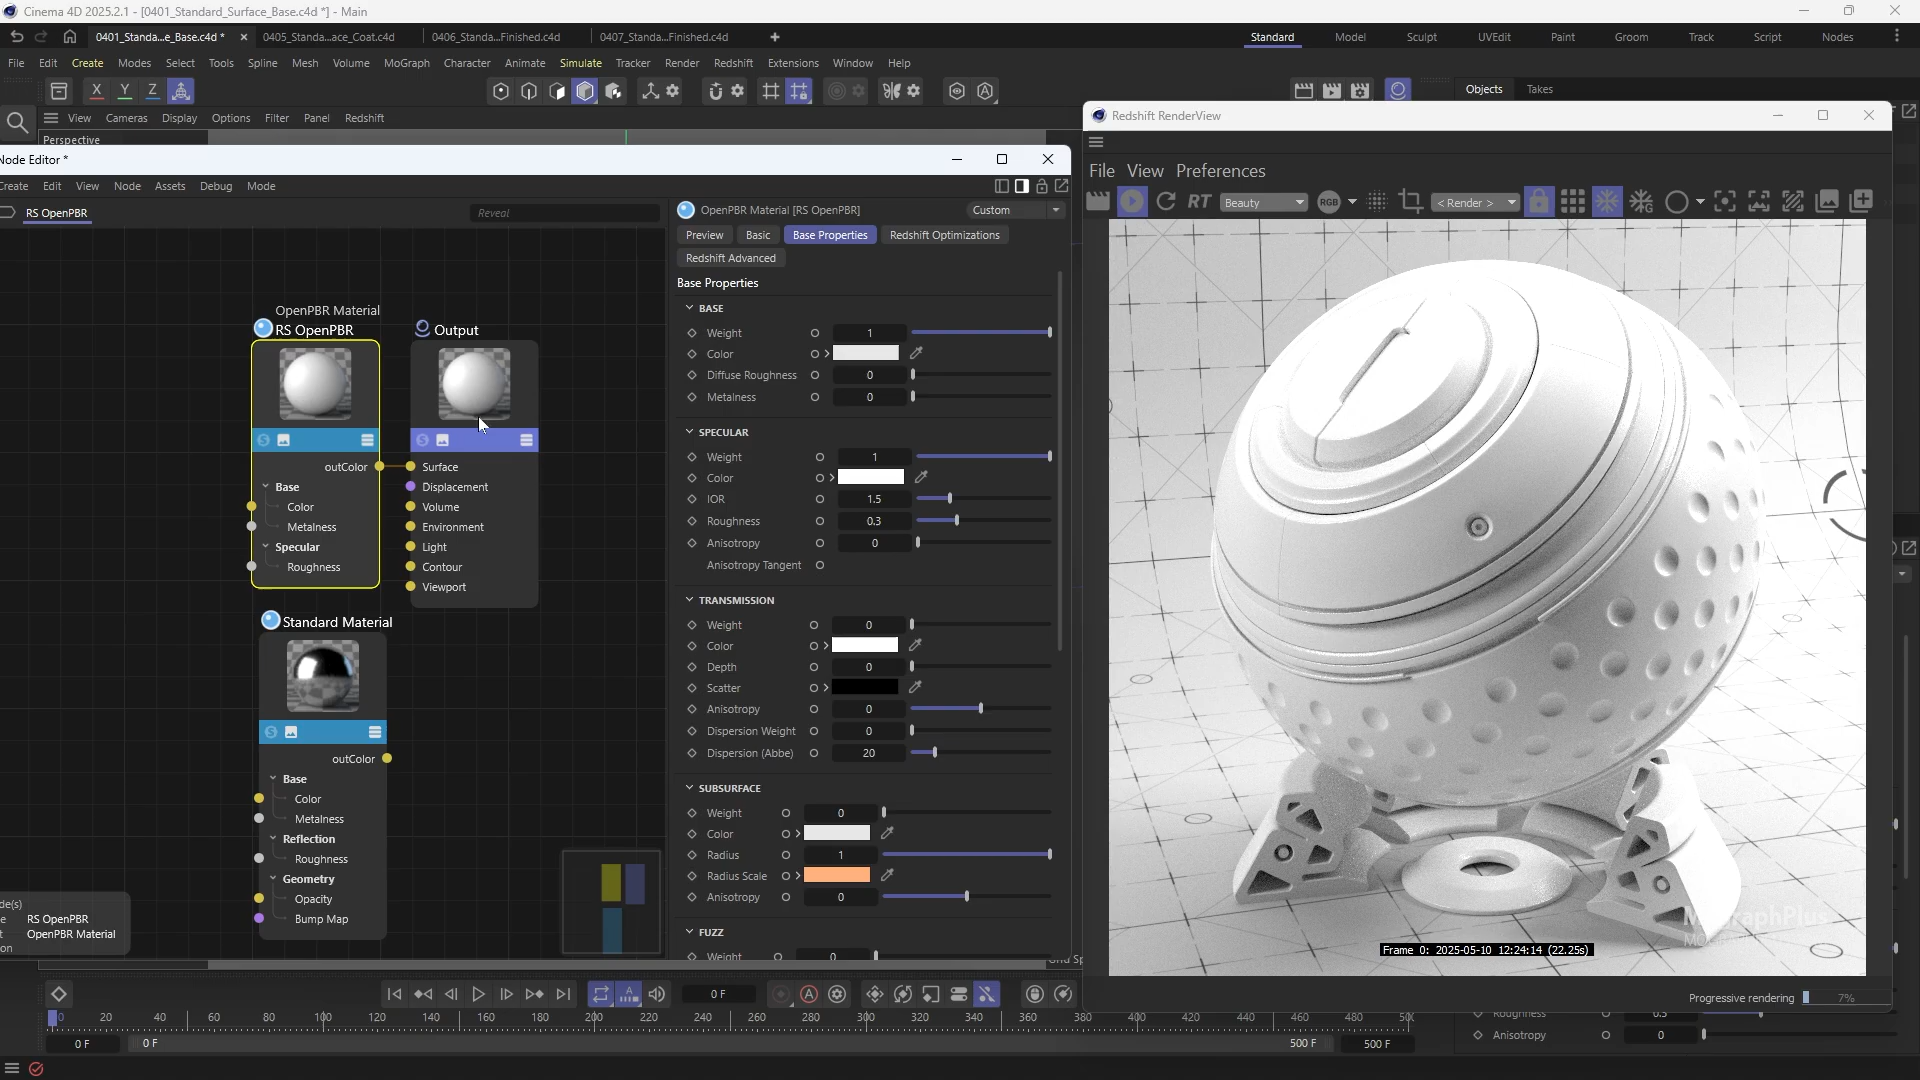 Cinema 4D 2025.2.1 - [0401_Standard_Surface_Base.c4d *] - Main
0401_Standa...e_Base.c4d * 0405_Standa...ace_Coat.c4d 0406_Standa...Finished.c4d 0407_Standa...Finished.c4d
Standard Model Sculpt UVEdit Paint Groom Track Script Nodes
File Edit Create Modes Select Tools Spline Mesh Volume MoGraph Character Animate Simulate Tracker Render Redshift Extensions Window Help
X Y Z
Objects Takes
View Cameras Display Options Filter Panel Redshift
Perspective
Node Editor *
Create Edit View Node Assets Debug Mode
RS OpenPBR
Reveal
OpenPBR Material
RS OpenPBR
outColor
Base
Color
Metalness
Specular
Roughness
Output
Surface
Displacement
Volume
Environment
Light
Contour
Viewport
Standard Material
outColor
Base
Color
Metalness
Reflection
Roughness
Geometry
Opacity
Bump Map
RS OpenPBR
OpenPBR Material
OpenPBR Material [RS OpenPBR]
Custom
Preview Basic Base Properties Redshift Optimizations
Redshift Advanced
Base Properties
BASE
Weight 1
Color
Diffuse Roughness 0
Metalness 0
SPECULAR
Weight 1
Color
IOR 1.5
Roughness 0.3
Anisotropy 0
Anisotropy Tangent
TRANSMISSION
Weight 0
Color
Depth 0
Scatter
Anisotropy 0
Dispersion Weight 0
Dispersion (Abbe) 20
SUBSURFACE
Weight 0
Color
Radius 1
Radius Scale
Anisotropy 0
FUZZ
Weight 0
Redshift RenderView
File View Preferences
RT Beauty RGB < Render >
Frame 0: 2025-05-10 12:24:14 (22.25s)
Progressive rendering 7%
Roughness 0.3
Anisotropy 0
0 F
0 20 40 60 80 100 120 140 160 180 200 220 240 260 280 300 320 340 360 380 400 420 440 460 480
0 F 0 F 500 F 500 F